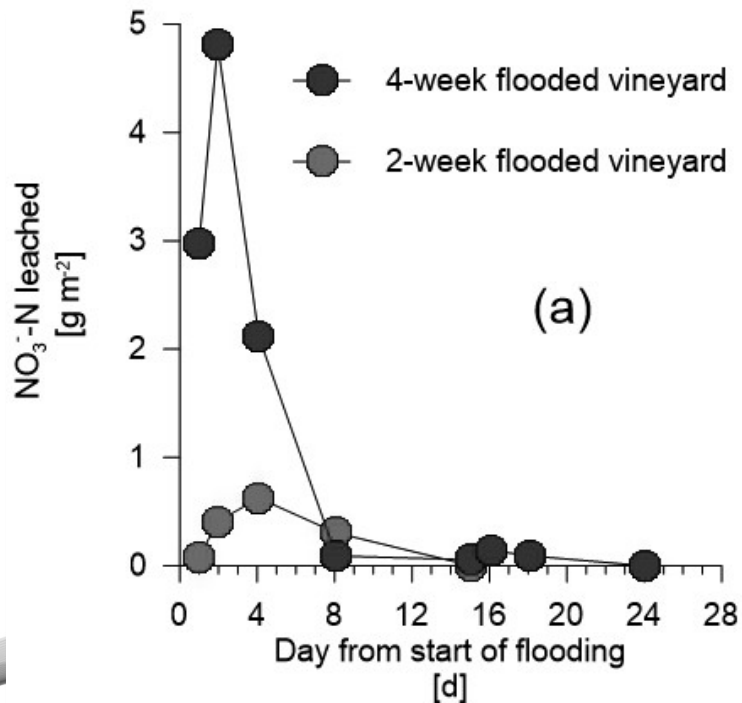 5
4
3
2
1
0
NO₃⁻-N leached
[g m⁻²]
4-week flooded vineyard
2-week flooded vineyard
(a)
0 4 8 12 16 20 24 28
Day from start of flooding
[d]